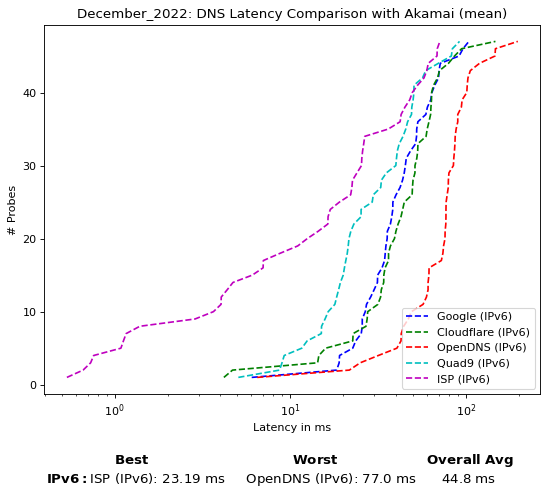 December_2022: DNS Latency Comparison with Akamai (mean)
# Probes
40
30
20
10
0
10^0
10^1
10^2
Latency in ms
Google (IPv6)
Cloudflare (IPv6)
OpenDNS (IPv6)
Quad9 (IPv6)
ISP (IPv6)
Best Worst Overall Avg
IPv6: ISP (IPv6): 23.19 ms OpenDNS (IPv6): 77.0 ms 44.8 ms